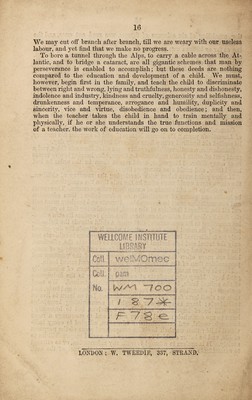 16
We may cut off branch after branch, till we are weary with our useless
labour, and yet find that we make no progress.
To bore a tunnel through the Alps, to carry a cable across the At-
lantic, and to bridge a cataract, are all gigantic schemes that man by
perseverance is enabled to accomplish; but these deeds are nothing
compared to the education and development of a child. We must,
however, begin first in the family, and teach the child to discriminate
between right and wrong, lying and truthfulness, honesty and dishonesty,
indolence and industry, kindness and cruelty, generosity and selfishness,
drunkenness and temperance, arrogance and humility, duplicity and
sincerity, vice and virtue, disobedience and obedience; and then,
when the teacher takes the child in hand to train mentally and
physically, if he or she understands the true functions and mission
of a teacher, the work of education will go on to completion.
WELLCOME INSTITUTE
LIBRARY
Coll. welMOmec
Call pam
No. WM 700
187*
F78e
LONDON: W. TWEEDIE, 337, STRAND,